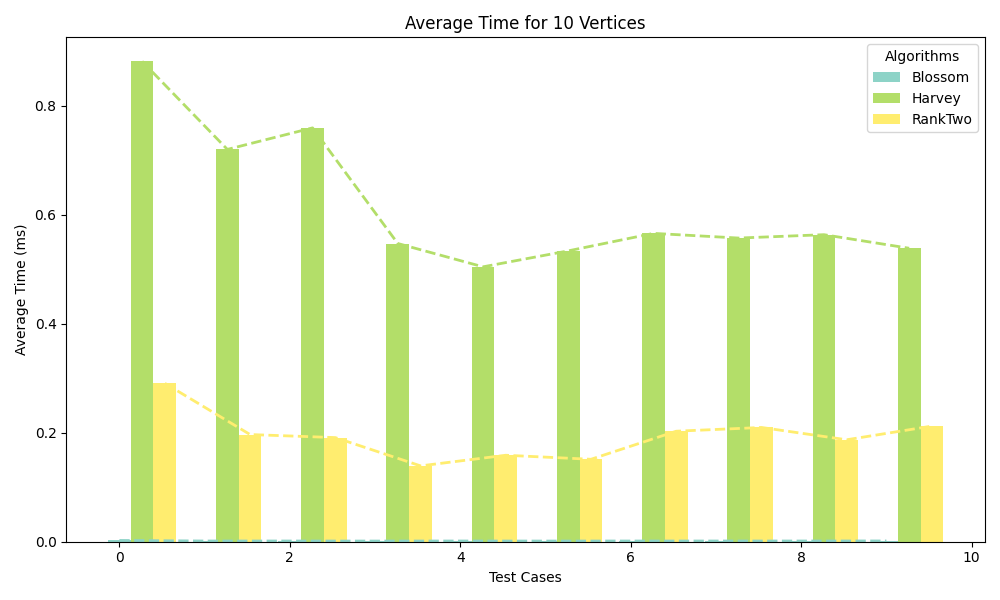 Average Time for 10 Vertices
Algorithms
Blossom
Harvey
RankTwo
Average Time (ms)
0.8
0.6
0.4
0.2
0.0
0 2 4 6 8 10
Test Cases